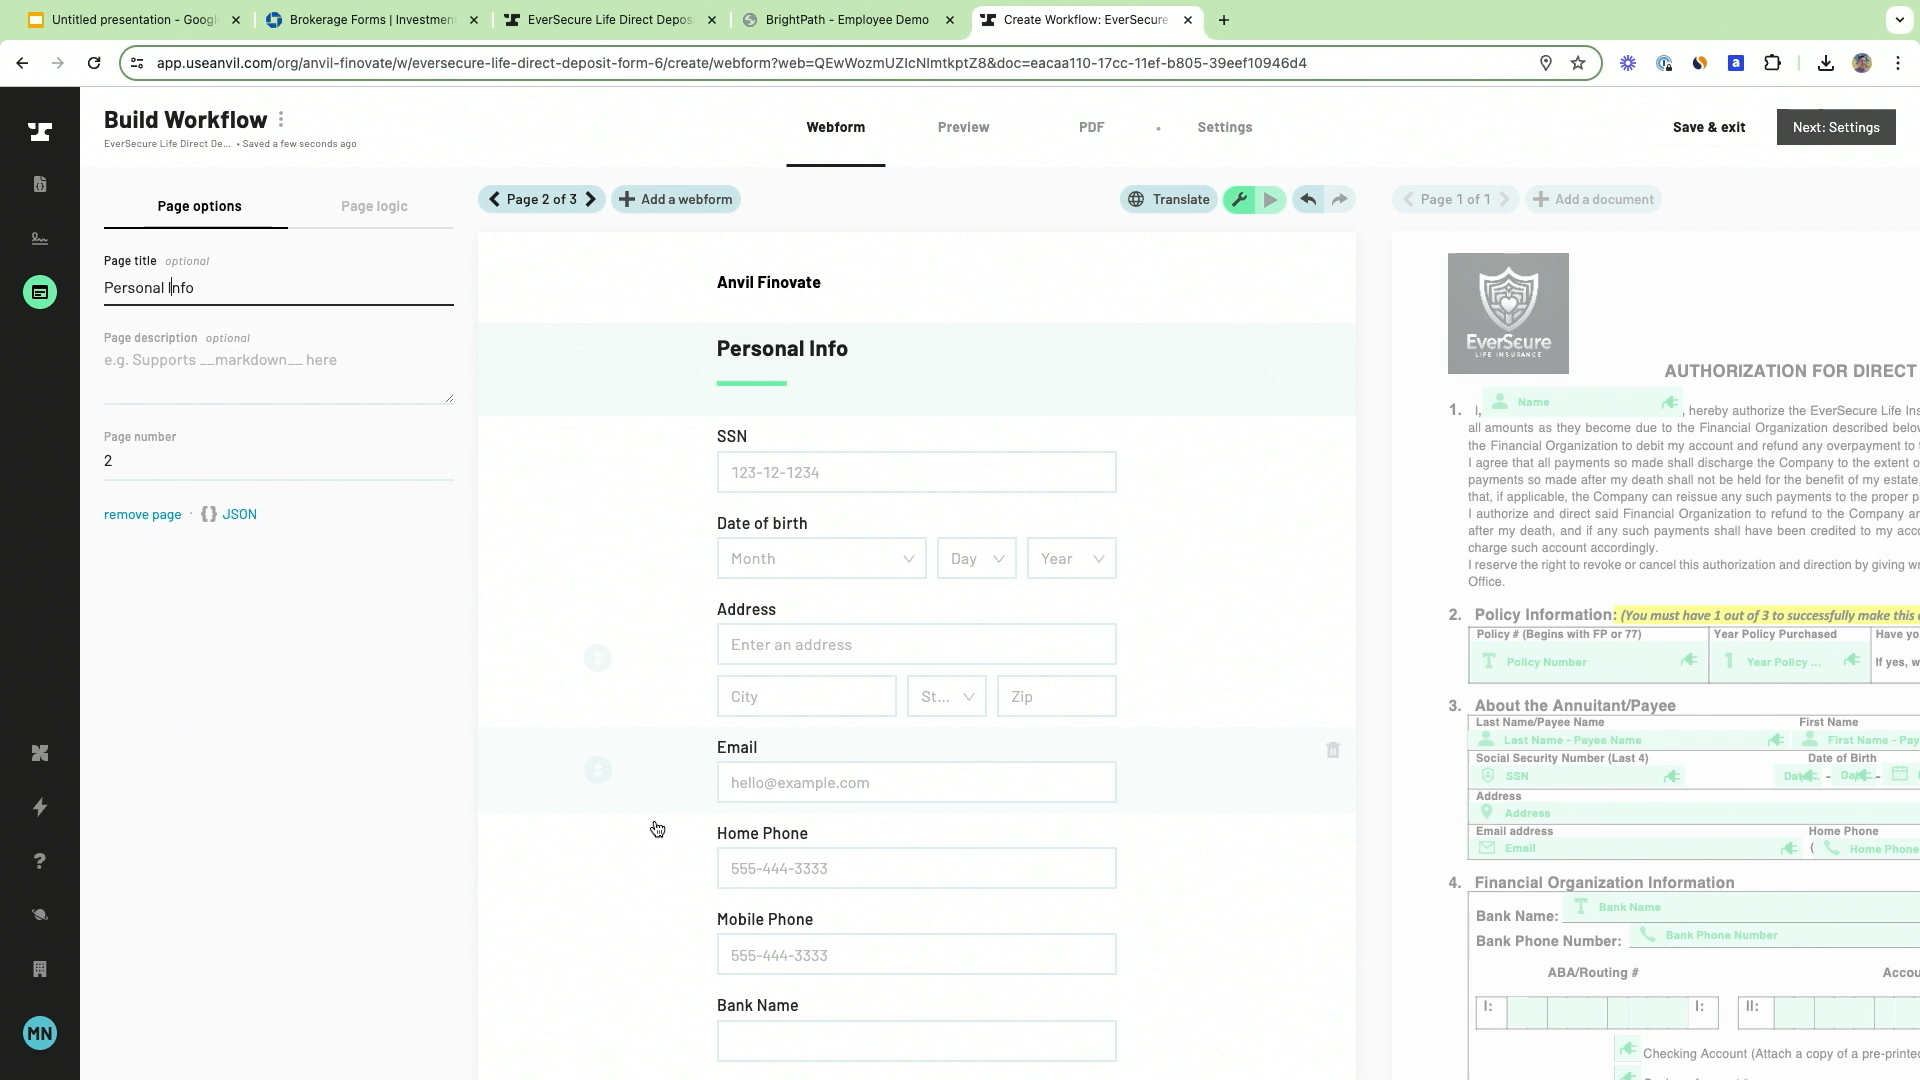 Untitled presentation - Googl
Brokerage Forms | Investment
EverSecure Life Direct Depos
BrightPath - Employee Demo
Create Workflow: EverSecure
app.useanvil.com/org/anvil-finovate/w/eversecure-life-direct-deposit-form-6/create/webform?web=QEwWozmUZIcNImtkptZ8&doc=eacaa110-17cc-11ef-b805-39eef10946d4
Build Workflow
EverSecure Life Direct De... • Saved a few seconds ago
Webform
Preview
PDF
Settings
Save & exit
Next: Settings
Page options
Page logic
Page title optional
Personal Info
Page description optional
e.g. Supports __markdown__ here
Page number
2
remove page · {} JSON
MN
Page 2 of 3
Add a webform
Translate
Anvil Finovate
Personal Info
SSN
123-12-1234
Date of birth
Month
Day
Year
Address
Enter an address
City
St...
Zip
Email
hello@example.com
Home Phone
555-444-3333
Mobile Phone
555-444-3333
Bank Name
Page 1 of 1
Add a document
EverScure
LIFE INSURANCE
AUTHORIZATION FOR DIRECT
1. I, Name , hereby authorize the EverSecure Life Ins
all amounts as they become due to the Financial Organization described below
the Financial Organization to debit my account and refund any overpayment to
I agree that all payments so made shall discharge the Company to the extent o
payments so made after my death shall not be held for the benefit of my estate,
that, if applicable, the Company can reissue any such payments to the proper p
I authorize and direct said Financial Organization to refund to the Company an
after my death, and if any such payments shall have been credited to my acco
charge such account accordingly.
I reserve the right to revoke or cancel this authorization and direction by giving wr
Office.
2. Policy Information: (You must have 1 out of 3 to successfully make this
Policy # (Begins with FP or 77)
Year Policy Purchased
Have yo
Policy Number
Year Policy ...
If yes, w
3. About the Annuitant/Payee
Last Name/Payee Name
First Name
Last Name - Payee Name
First Name - Pay
Social Security Number (Last 4)
Date of Birth
SSN
Address
Address
Email address
Home Phone
Email
( Home Phone
4. Financial Organization Information
Bank Name: Bank Name
Bank Phone Number: Bank Phone Number
ABA/Routing #
Accou
I:
I:
II:
Checking Account (Attach a copy of a pre-printe